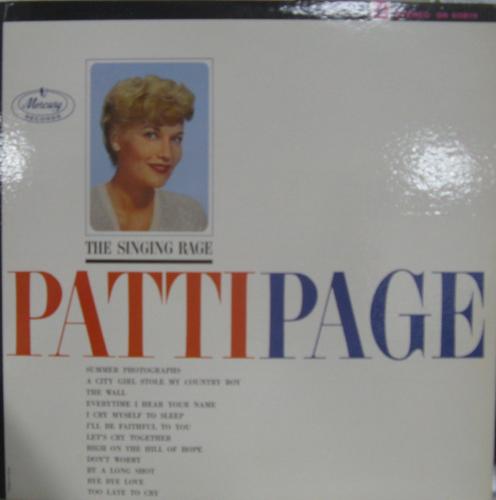 STEREO SR
Mercury
RECORDS
THE SINGING RAGE
PATTI PAGE
SUMMER PHOTOGRAPHS
A CITY GIRL STOLE MY COUNTRY BOY
THE WALL
EVERYTIME I HEAR YOUR NAME
I CRY MYSELF TO SLEEP
I'LL BE FAITHFUL TO YOU
LET'S CRY TOGETHER
HIGH ON THE HILL OF HOPE
DON'T WORRY
BY A LONG SHOT
BYE BYE LOVE
TOO LATE TO CRY